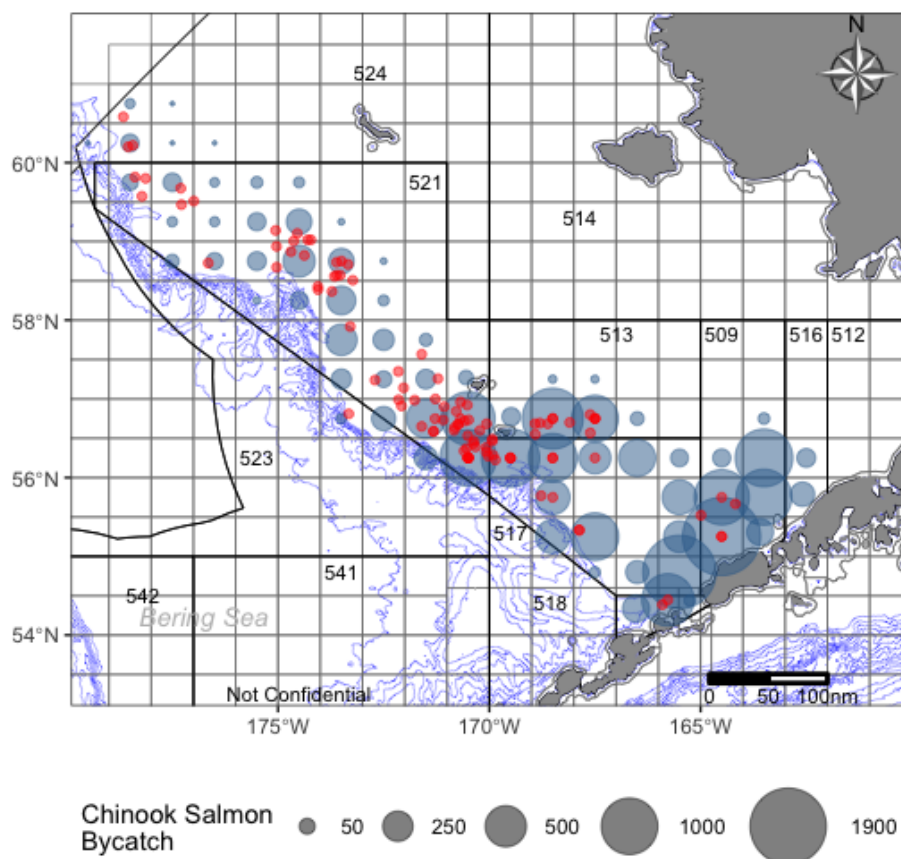 N
524
60°N
521
514
58°N
513
509
516
512
56°N
523
517
541
542
518
Bering Sea
54°N
0 50 100nm
Not Confidential
175°W
170°W
165°W
Chinook Salmon
Bycatch
50
250
500
1000
1900